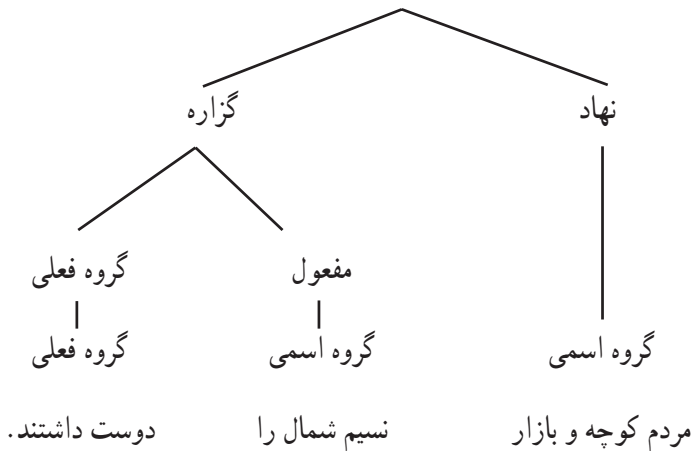 نهاد گزاره
مفعول گروه فعلی
گروه اسمی گروه اسمی گروه فعلی
مردم کوچه و بازار نسیم شمال را دوست داشتند.